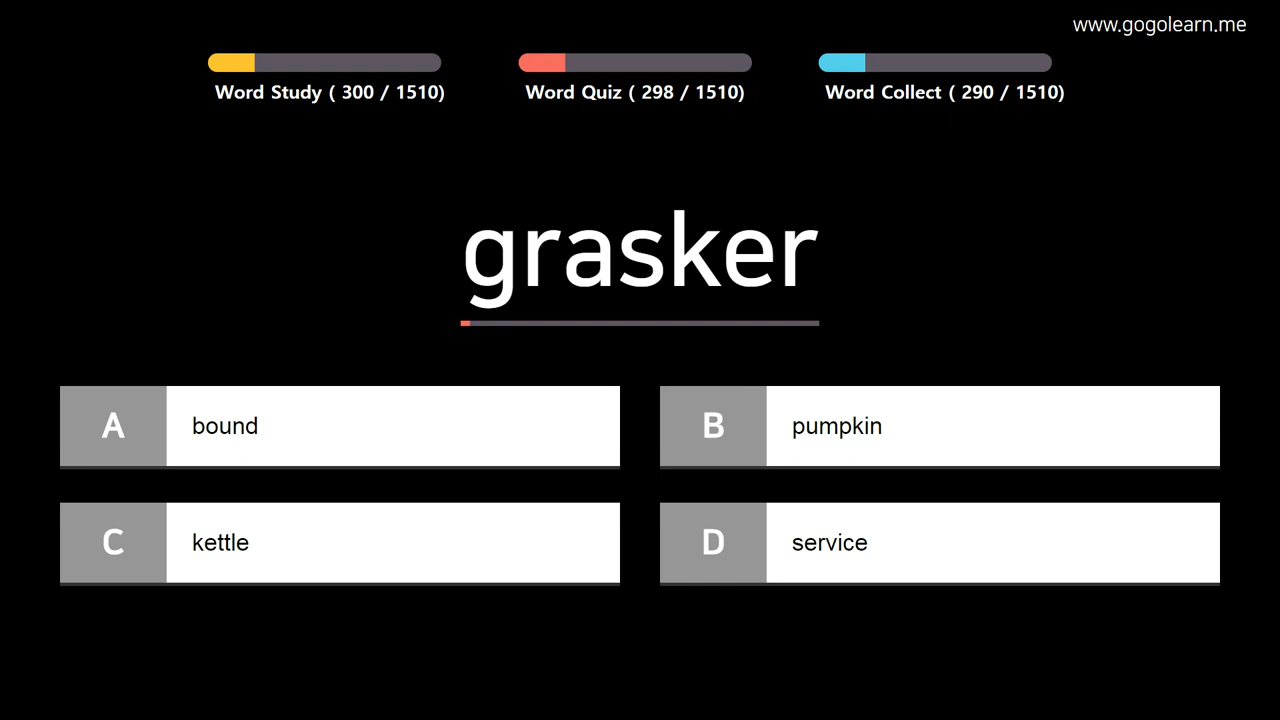 www.gogolearn.me
Word Study ( 300 / 1510)
Word Quiz ( 298 / 1510)
Word Collect ( 290 / 1510)
grasker
A bound
B pumpkin
C kettle
D service